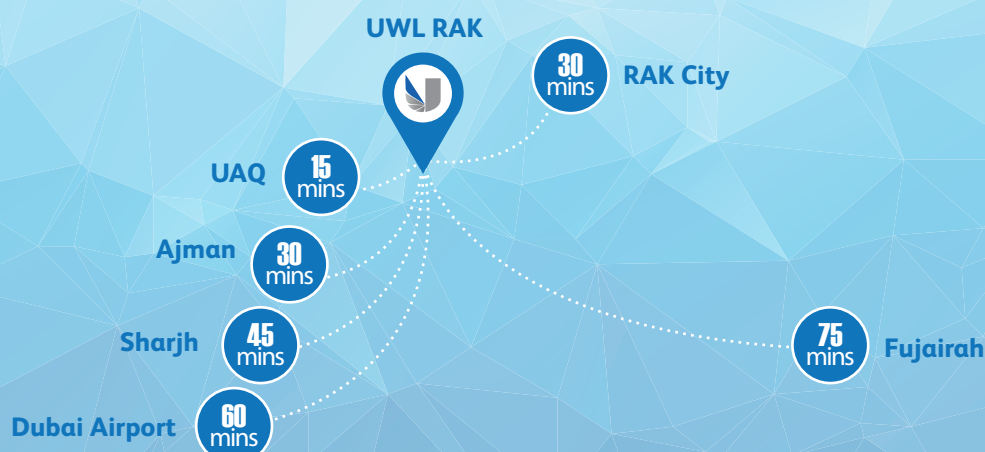 UWL RAK
30
mins
RAK City
UAQ
15
mins
Ajman
30
mins
Sharjh
45
mins
75
mins
Fujairah
Dubai Airport
60
mins